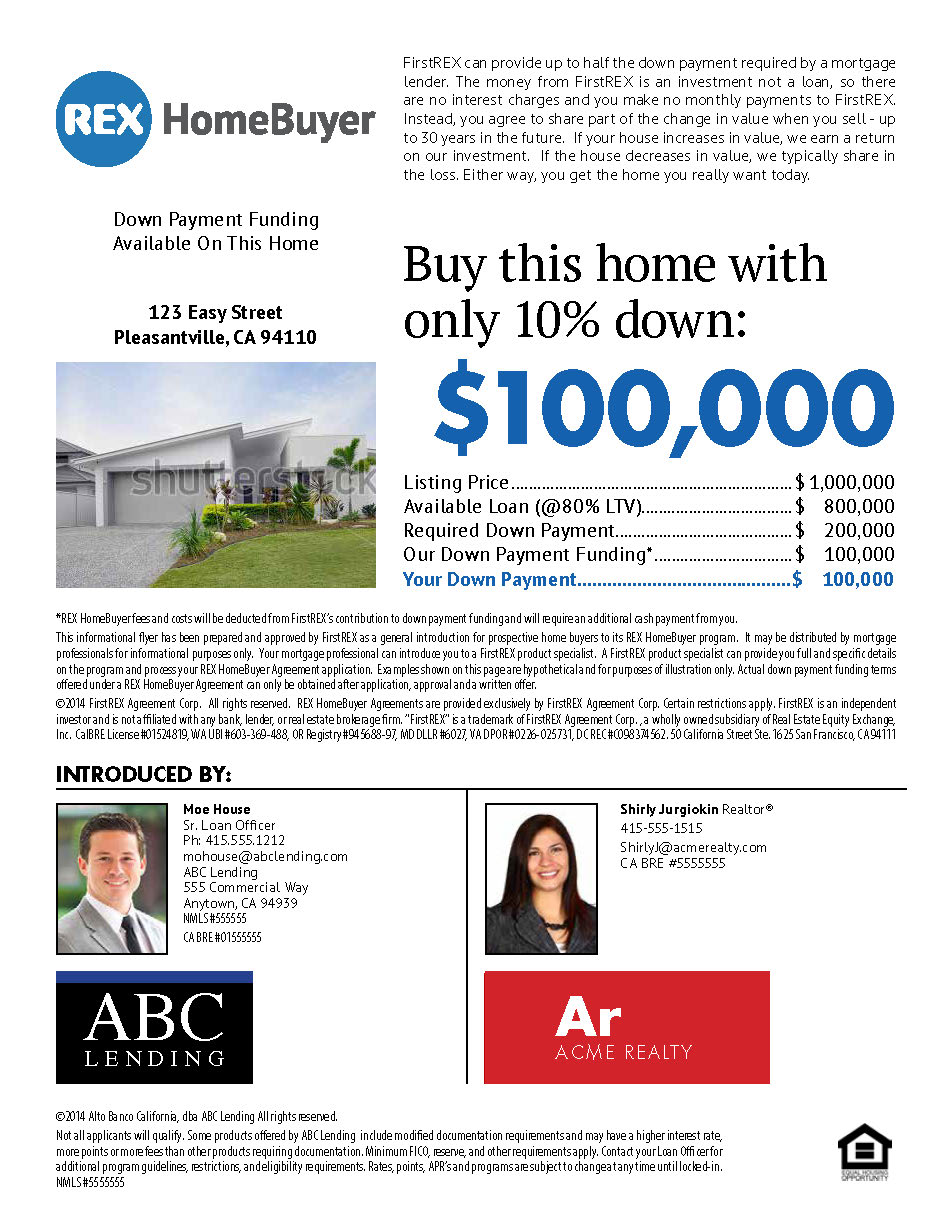 REX HomeBuyer
Down Payment Funding
Available On This Home
123 Easy Street
Pleasantville, CA 94110
shutterstock
FirstREX can provide up to half the down payment required by a mortgage
lender. The money from FirstREX is an investment not a loan, so there
are no interest charges and you make no monthly payments to FirstREX.
Instead, you agree to share part of the change in value when you sell - up
to 30 years in the future. If your house increases in value, we earn a return
on our investment. If the house decreases in value, we typically share in
the loss. Either way, you get the home you really want today.
Buy this home with
only 10% down:
$100,000
Listing Price................................................................ $ 1,000,000
Available Loan (@80% LTV)................................... $ 800,000
Required Down Payment......................................... $ 200,000
Our Down Payment Funding*................................ $ 100,000
Your Down Payment...........................................$ 100,000
*REX HomeBuyer fees and costs will be deducted from FirstREX's contribution to down payment funding and will require an additional cash payment from you.
This informational flyer has been prepared and approved by FirstREX as a general introduction for prospective home buyers to its REX HomeBuyer program. It may be distributed by mortgage
professionals for informational purposes only. Your mortgage professional can introduce you to a FirstREX product specialist. A FirstREX product specialist can provide you full and specific details
on the program and process your REX HomeBuyer Agreement application. Examples shown on this page are hypothetical and for purposes of illustration only. Actual down payment funding terms
offered under a REX HomeBuyer Agreement can only be obtained after application, approval and a written offer.
©2014 FirstREX Agreement Corp. All rights reserved. REX HomeBuyer Agreements are provided exclusively by FirstREX Agreement Corp. Certain restrictions apply. FirstREX is an independent
investor and is not affiliated with any bank, lender, or real estate brokerage firm. "FirstREX" is a trademark of FirstREX Agreement Corp. , a wholly owned subsidiary of Real Estate Equity Exchange,
Inc. CalBRE License #01524819, WA UBI #603-369-488, OR Registry #945688-97, MD DLLR #6027, VA DPOR #0226-025731, DC REC #C098374562. 50 California Street Ste. 1625 San Francisco, CA 94111
INTRODUCED BY:
Moe House
Sr. Loan Officer
Ph: 415.555.1212
mohouse@abclending.com
ABC Lending
555 Commercial Way
Anytown, CA 94939
NMLS#555555
CA BRE #01555555
ABC
LENDING
Shirly Jurgiokin Realtor®
415-555-1515
ShirlyJ@acmerealty.com
CA BRE #5555555
Ar
ACME REALTY
©2014 Alto Banco California, dba ABC Lending All rights reserved.
Not all applicants will qualify. Some products offered by ABC Lending include modified documentation requirements and may have a higher interest rate,
more points or more fees than other products requiring documentation. Minimum FICO, reserve, and other requirements apply. Contact your Loan Officer for
additional program guidelines, restrictions, and eligibility requirements. Rates, points, APR's and programs are subject to change at any time until locked-in.
NMLS #5555555
EQUAL HOUSING
OPPORTUNITY